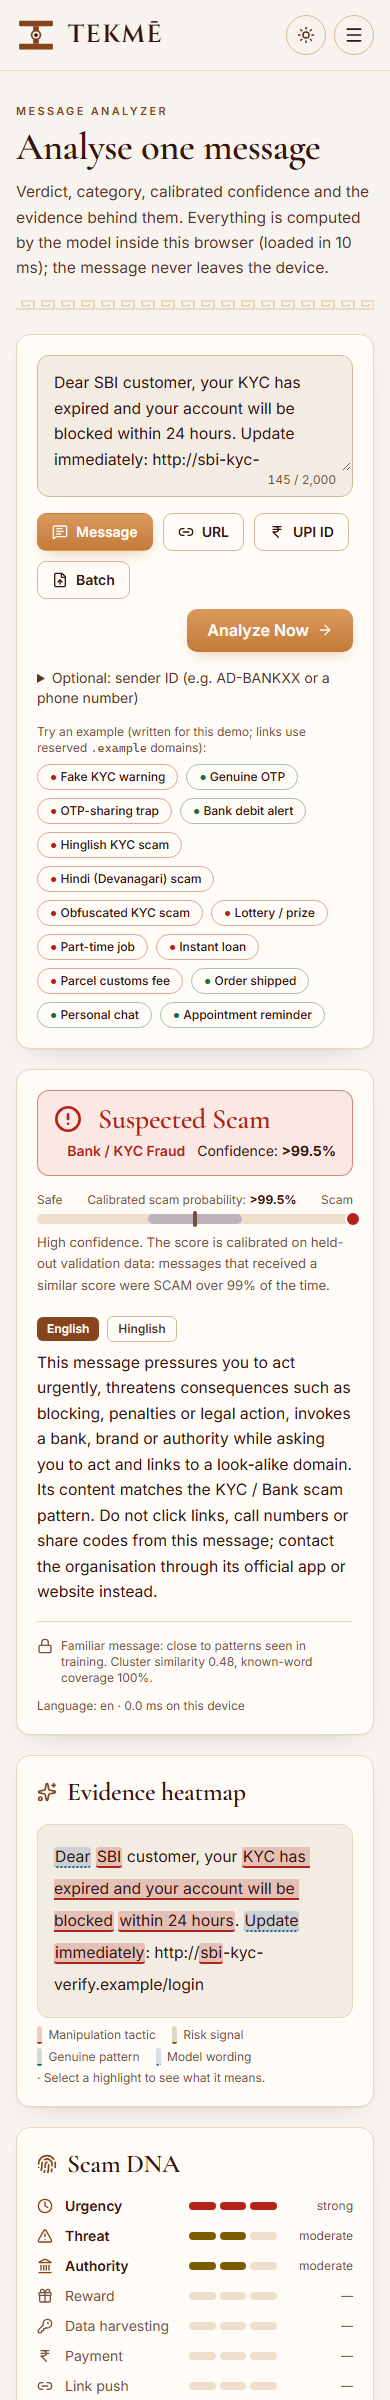 TEKMĒ
MESSAGE ANALYZER
Analyse one message
Verdict, category, calibrated confidence and the
evidence behind them. Everything is computed
by the model inside this browser (loaded in 10
ms); the message never leaves the device.
Dear SBI customer, your KYC has
expired and your account will be
blocked within 24 hours. Update
immediately: http://sbi-kyc-
145 / 2,000
Message
URL
₹ UPI ID
Batch
Analyze Now →
▶ Optional: sender ID (e.g. AD-BANKXX or a
phone number)
Try an example (written for this demo; links use
reserved .example domains):
• Fake KYC warning
• Genuine OTP
• OTP-sharing trap
• Bank debit alert
• Hinglish KYC scam
• Hindi (Devanagari) scam
• Obfuscated KYC scam
• Lottery / prize
• Part-time job
• Instant loan
• Parcel customs fee
• Order shipped
• Personal chat
• Appointment reminder
Suspected Scam
Bank / KYC Fraud Confidence: >99.5%
Safe Calibrated scam probability: >99.5% Scam
High confidence. The score is calibrated on held-
out validation data: messages that received a
similar score were SCAM over 99% of the time.
English
Hinglish
This message pressures you to act
urgently, threatens consequences such as
blocking, penalties or legal action, invokes
a bank, brand or authority while asking
you to act and links to a look-alike domain.
Its content matches the KYC / Bank scam
pattern. Do not click links, call numbers or
share codes from this message; contact
the organisation through its official app or
website instead.
Familiar message: close to patterns seen in
training. Cluster similarity 0.48, known-word
coverage 100%.
Language: en · 0.0 ms on this device
Evidence heatmap
Dear SBI customer, your KYC has
expired and your account will be
blocked within 24 hours. Update
immediately: http://sbi-kyc-
verify.example/login
Manipulation tactic
Risk signal
Genuine pattern
Model wording
· Select a highlight to see what it means.
Scam DNA
Urgency strong
Threat moderate
Authority moderate
Reward —
Data harvesting —
₹ Payment —
Link push —